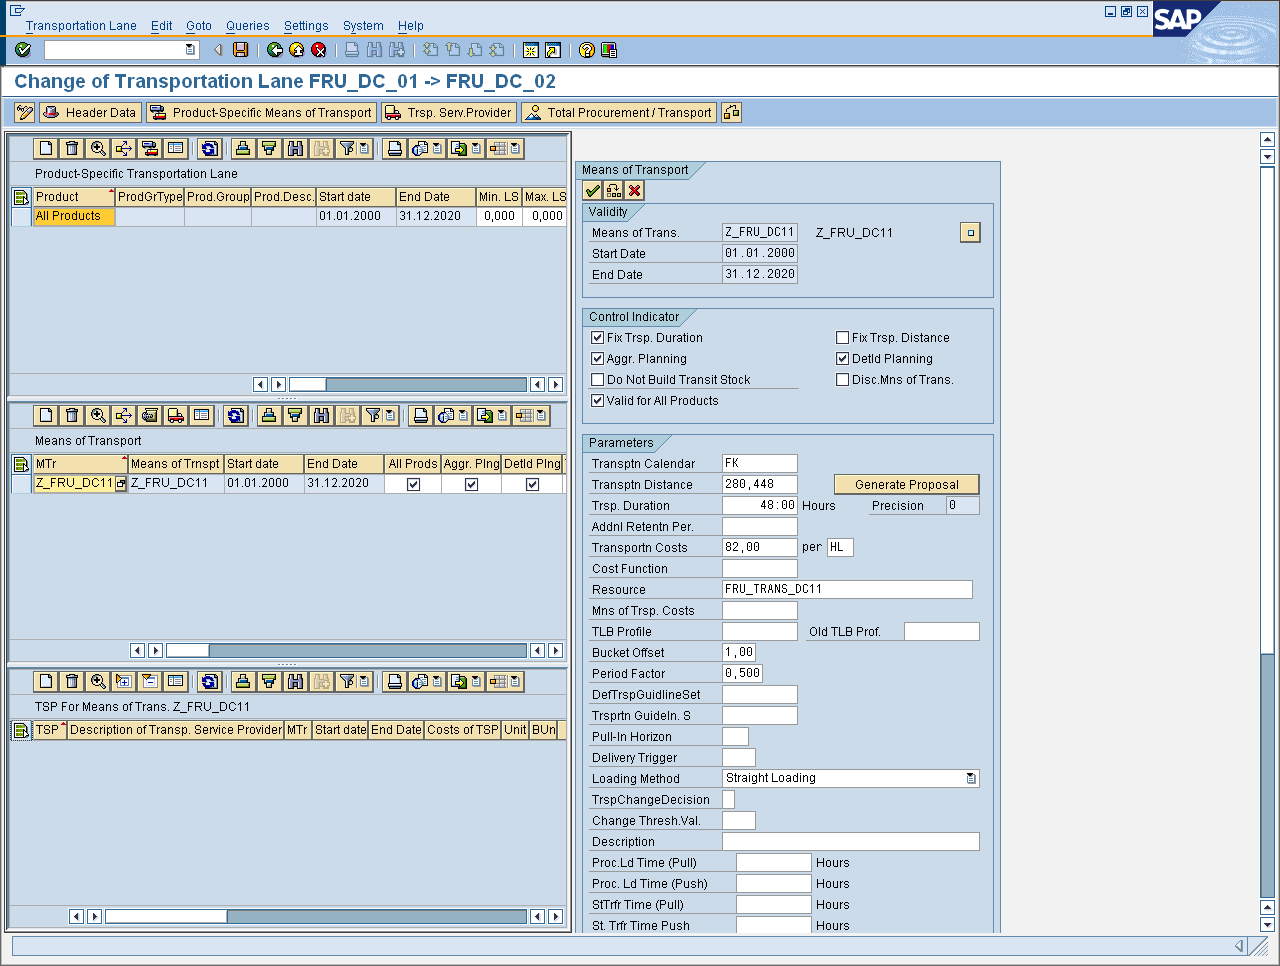 Transportation Lane Edit Goto Queries Settings System Help
SAP
Change of Transportation Lane FRU_DC_01 -> FRU_DC_02
Header Data Product-Specific Means of Transport Trsp. Serv.Provider Total Procurement / Transport
Product-Specific Transportation Lane
Product ProdGrType Prod.Group Prod.Desc. Start date End Date Min. LS Max. LS
All Products 01.01.2000 31.12.2020 0,000 0,000
Means of Transport
MTr Means of Trnspt Start date End Date All Prods Aggr. Plng Detld Plng
Z_FRU_DC11 Z_FRU_DC11 01.01.2000 31.12.2020
TSP For Means of Trans. Z_FRU_DC11
TSP Description of Transp. Service Provider MTr Start date End Date Costs of TSP Unit BUn
Means of Transport
Validity
Means of Trans. Z_FRU_DC11 Z_FRU_DC11
Start Date 01.01.2000
End Date 31.12.2020
Control Indicator
Fix Trsp. Duration Fix Trsp. Distance
Aggr. Planning Detld Planning
Do Not Build Transit Stock Disc.Mns of Trans.
Valid for All Products
Parameters
Transptn Calendar FK
Transptn Distance 280,448 Generate Proposal
Trsp. Duration 48:00 Hours Precision 0
Addnl Retentn Per.
Transportn Costs 82,00 per HL
Cost Function
Resource FRU_TRANS_DC11
Mns of Trsp. Costs
TLB Profile Old TLB Prof.
Bucket Offset 1,00
Period Factor 0,500
DefTrspGuidlineSet
Trsprtn Guideln. S
Pull-In Horizon
Delivery Trigger
Loading Method Straight Loading
TrspChangeDecision
Change Thresh.Val.
Description
Proc.Ld Time (Pull) Hours
Proc. Ld Time (Push) Hours
StTrfr Time (Pull) Hours
St. Trfr Time Push Hours